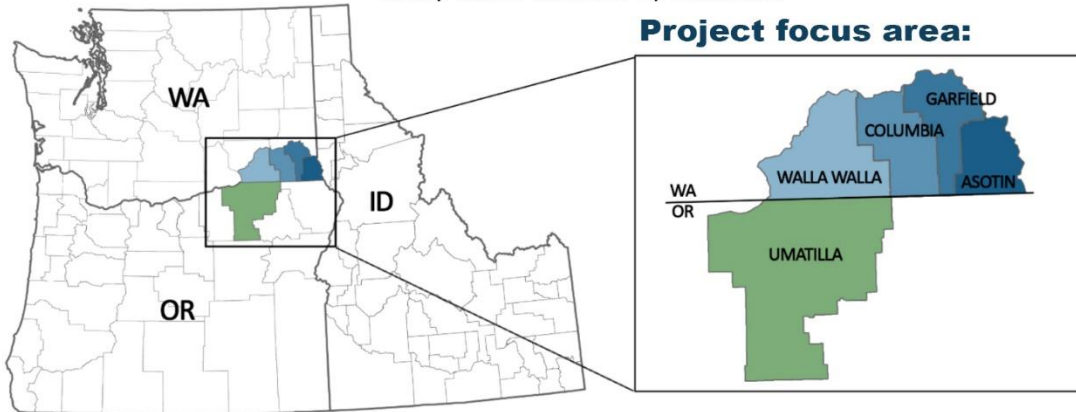 Project focus area:
WA
ID
OR
GARFIELD
COLUMBIA
WALLA WALLA
ASOTIN
WA
OR
UMATILLA